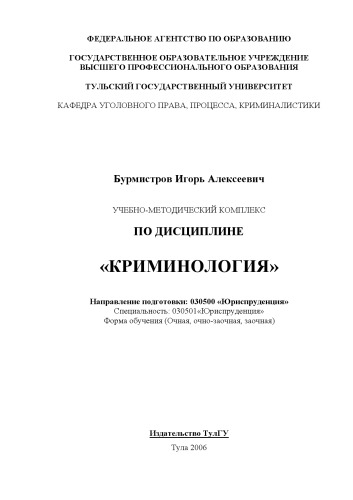 ФЕДЕРАЛЬНОЕ АГЕНТСТВО ПО ОБРАЗОВАНИЮ
ГОСУДАРСТВЕННОЕ ОБРАЗОВАТЕЛЬНОЕ УЧРЕЖДЕНИЕ
ВЫСШЕГО ПРОФЕССИОНАЛЬНОГО ОБРАЗОВАНИЯ
ТУЛЬСКИЙ ГОСУДАРСТВЕННЫЙ УНИВЕРСИТЕТ
КАФЕДРА УГОЛОВНОГО ПРАВА, ПРОЦЕССА, КРИМИНАЛИСТИКИ
Бурмистров Игорь Алексеевич
УЧЕБНО-МЕТОДИЧЕСКИЙ КОМПЛЕКС
ПО ДИСЦИПЛИНЕ
«КРИМИНОЛОГИЯ»
Направление подготовки: 030500 «Юриспруденция»
Специальность: 030501«Юриспруденция»
Форма обучения (Очная, очно-заочная, заочная)
Издательство ТулГУ
Тула 2006